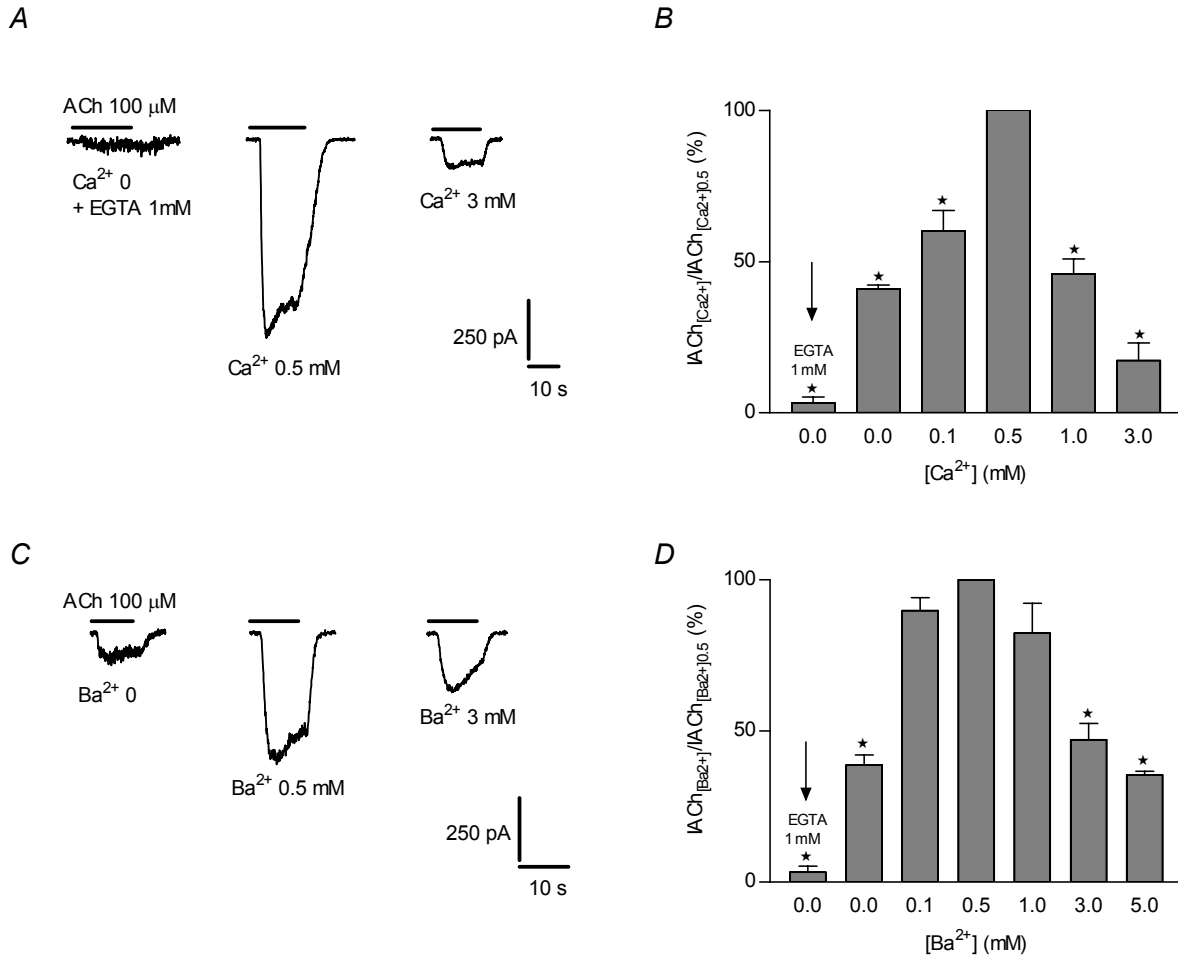 A
ACh 100 μM
Ca²⁺ 0
+ EGTA 1mM
Ca²⁺ 0.5 mM
Ca²⁺ 3 mM
250 pA
10 s
B
IACh[Ca2+]/IACh[Ca2+]0.5 (%)
100
50
0
EGTA
1 mM
★ ★ ★ ★ ★
0.0 0.0 0.1 0.5 1.0 3.0
[Ca²⁺] (mM)
C
ACh 100 μM
Ba²⁺ 0
Ba²⁺ 0.5 mM
Ba²⁺ 3 mM
250 pA
10 s
D
IACh[Ba2+]/IACh[Ba2+]0.5 (%)
100
50
0
EGTA
1 mM
★ ★ ★ ★
0.0 0.0 0.1 0.5 1.0 3.0 5.0
[Ba²⁺] (mM)